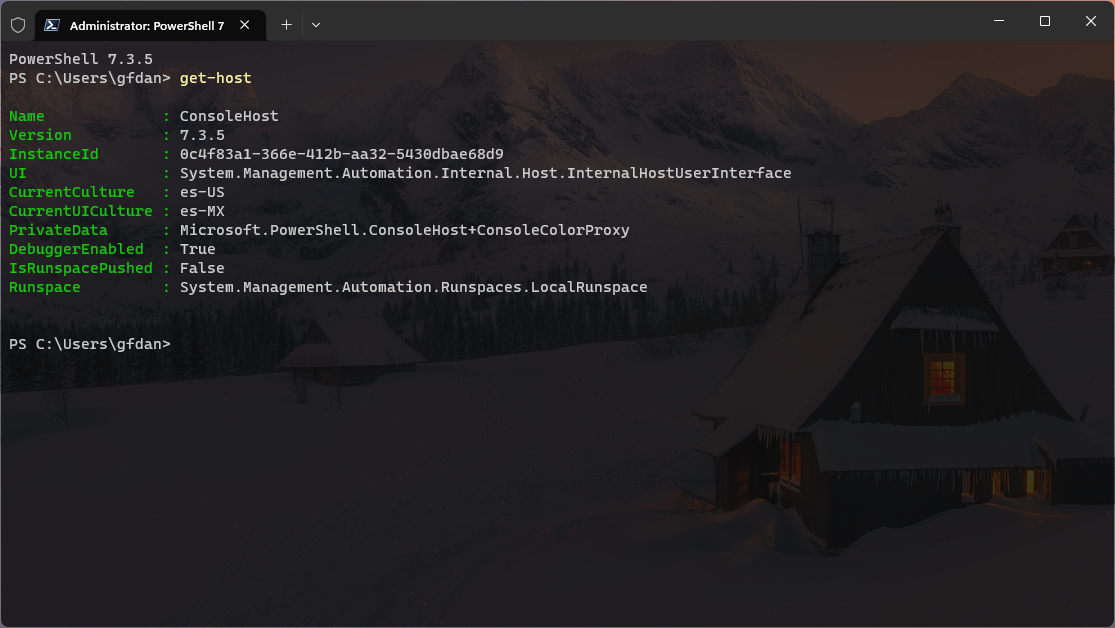 Administrator: PowerShell 7
PowerShell 7.3.5
PS C:\Users\gfdan> get-host
Name : ConsoleHost
Version : 7.3.5
InstanceId : 0c4f83a1-366e-412b-aa32-5430dbae68d9
UI : System.Management.Automation.Internal.Host.InternalHostUserInterface
CurrentCulture : es-US
CurrentUICulture : es-MX
PrivateData : Microsoft.PowerShell.ConsoleHost+ConsoleColorProxy
DebuggerEnabled : True
IsRunspacePushed : False
Runspace : System.Management.Automation.Runspaces.LocalRunspace
PS C:\Users\gfdan>